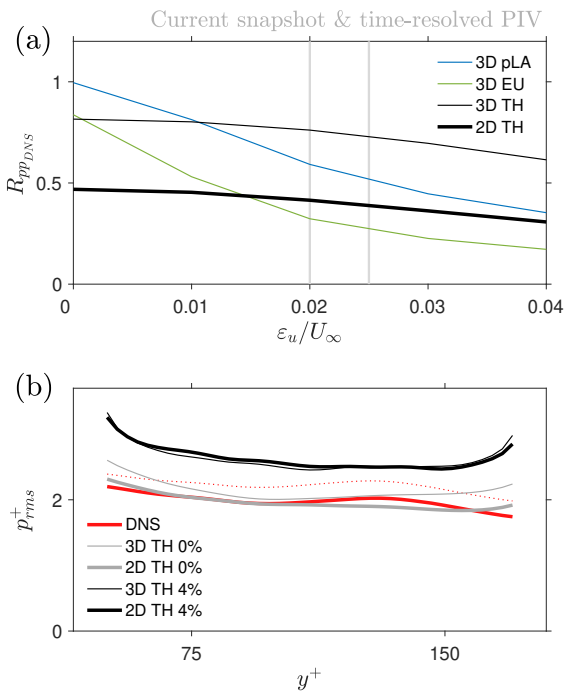 Current snapshot & time-resolved PIV
(a)
1
0.5
0
R_{pp_{DNS}}
3D pLA
3D EU
3D TH
2D TH
0 0.01 0.02 0.03 0.04
ε_u/U_∞
(b)
2
0
p^+_{rms}
DNS
3D TH 0%
2D TH 0%
3D TH 4%
2D TH 4%
75 150
y^+